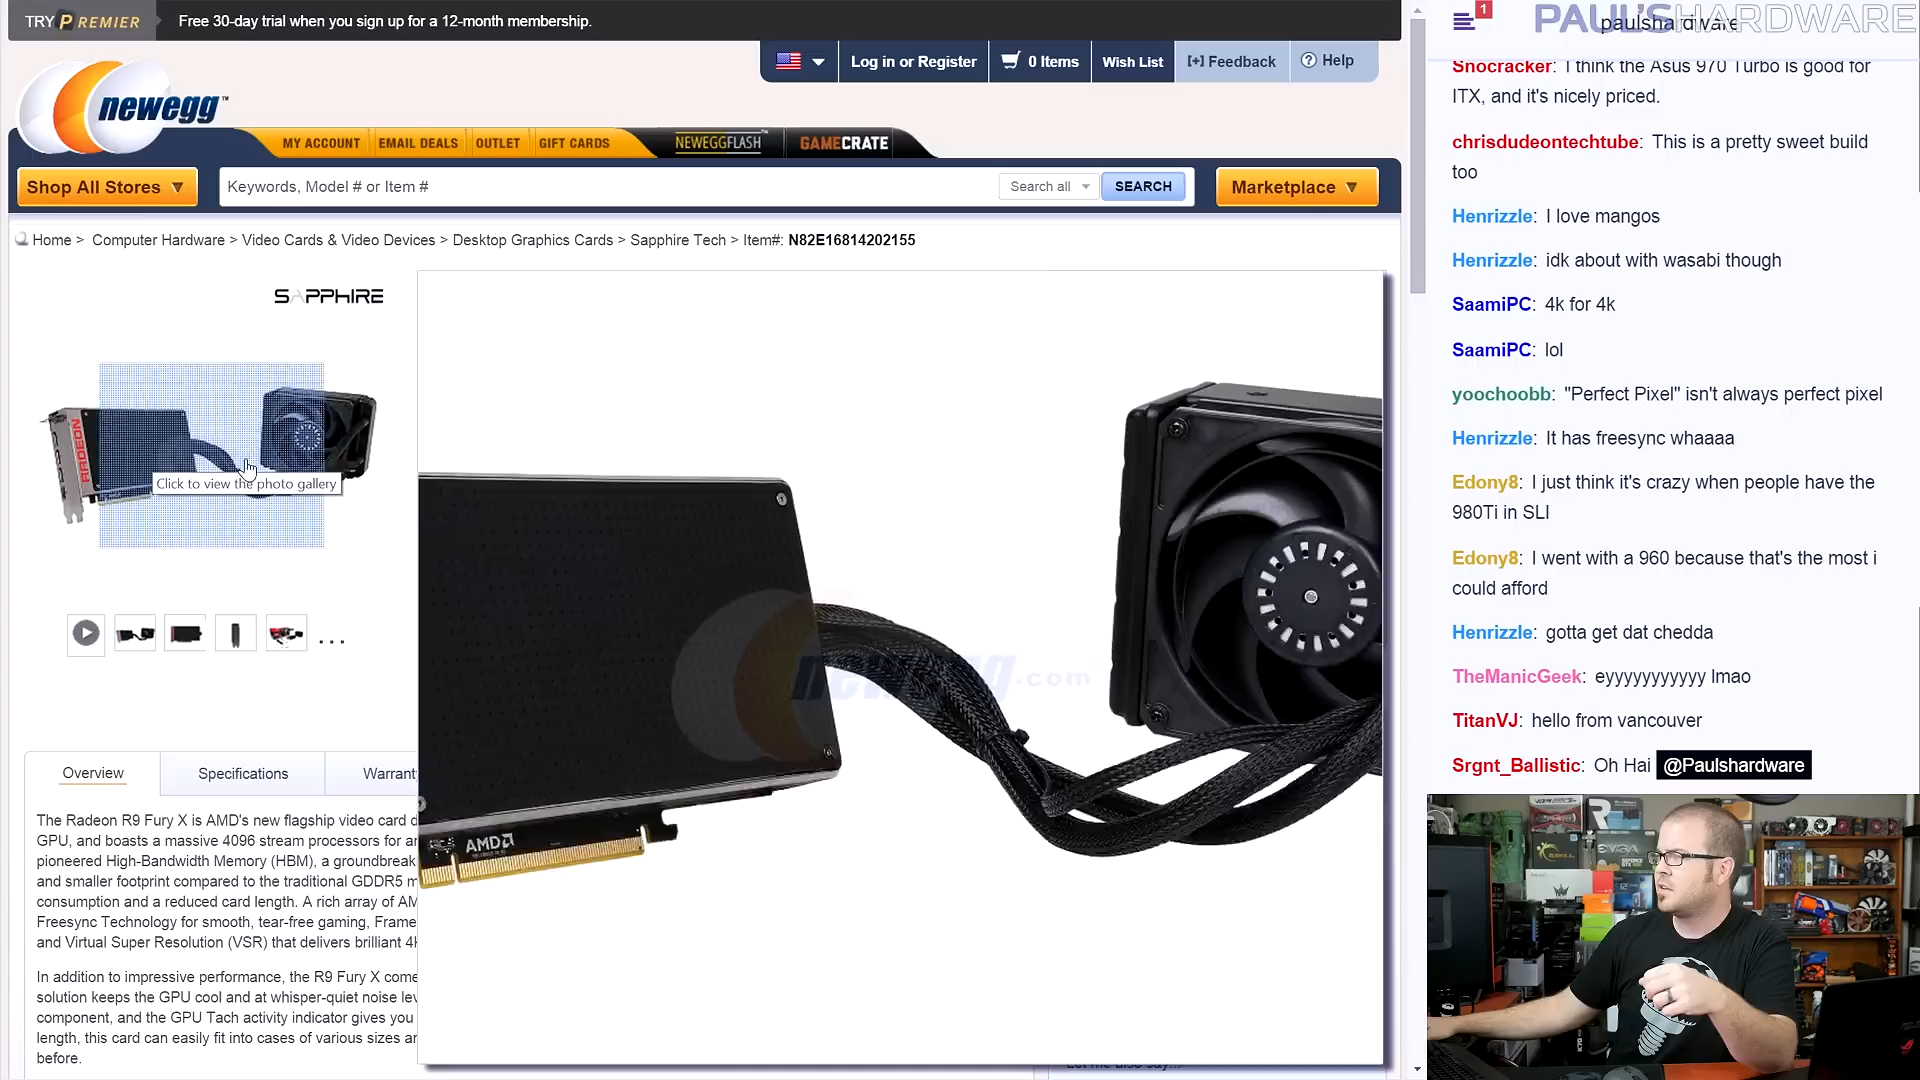 TRY PREMIER
Free 30-day trial when you sign up for a 12-month membership.
Log in or Register
0 Items
Wish List
[+] Feedback
? Help
newegg™
MY ACCOUNT
EMAIL DEALS
OUTLET
GIFT CARDS
NEWEGGFLASH™
GAMECRATE
Shop All Stores ▼
Keywords, Model # or Item #
Search all
SEARCH
Marketplace ▼
Home > Computer Hardware > Video Cards & Video Devices > Desktop Graphics Cards > Sapphire Tech > Item#: N82E16814202155
SAPPHIRE
RADEON
Click to view the photo gallery
...
AMD
newegg.com
Overview
Specifications
Warrant
The Radeon R9 Fury X is AMD's new flagship video card
GPU, and boasts a massive 4096 stream processors for
pioneered High-Bandwidth Memory (HBM), a groundbreak
and smaller footprint compared to the traditional GDDR5
consumption and a reduced card length. A rich array of AM
Freesync Technology for smooth, tear-free gaming, Frame
and Virtual Super Resolution (VSR) that delivers brilliant
In addition to impressive performance, the R9 Fury X come
solution keeps the GPU cool and at whisper-quiet noise lev
component, and the GPU Tach activity indicator gives you
length, this card can easily fit into cases of various sizes
before.
1
PAUL'S HARDWARE
paulshardware
Snocracker: I think the Asus 970 Turbo is good for
ITX, and it's nicely priced.
chrisdudeontechtube: This is a pretty sweet build
too
Henrizzle: I love mangos
Henrizzle: idk about with wasabi though
SaamiPC: 4k for 4k
SaamiPC: lol
yoochoobb: "Perfect Pixel" isn't always perfect pixel
Henrizzle: It has freesync whaaaa
Edony8: I just think it's crazy when people have the
980Ti in SLI
Edony8: I went with a 960 because that's the most i
could afford
Henrizzle: gotta get dat chedda
TheManicGeek: eyyyyyyyyyyy lmao
TitanVJ: hello from vancouver
Srgnt_Ballistic: Oh Hai @Paulshardware
EVGA